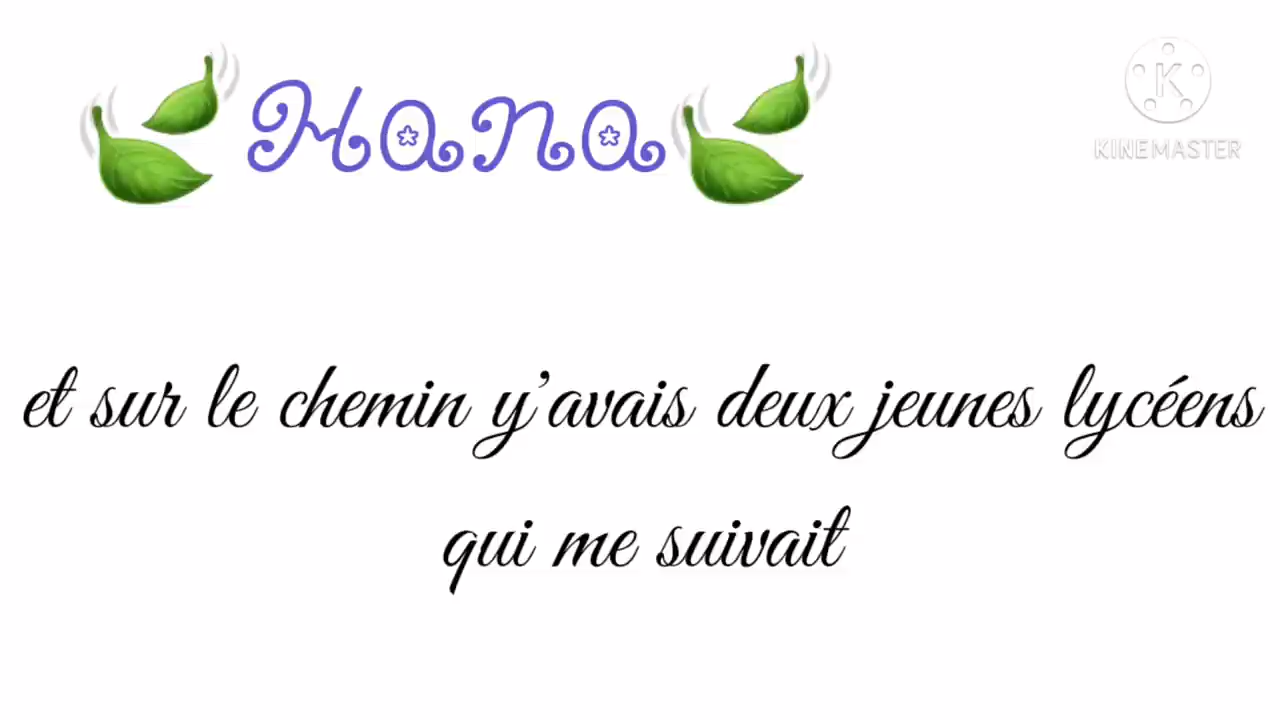 Hana
KINEMASTER
et sur le chemin y'avais deux jeunes lycéens
qui me suivait